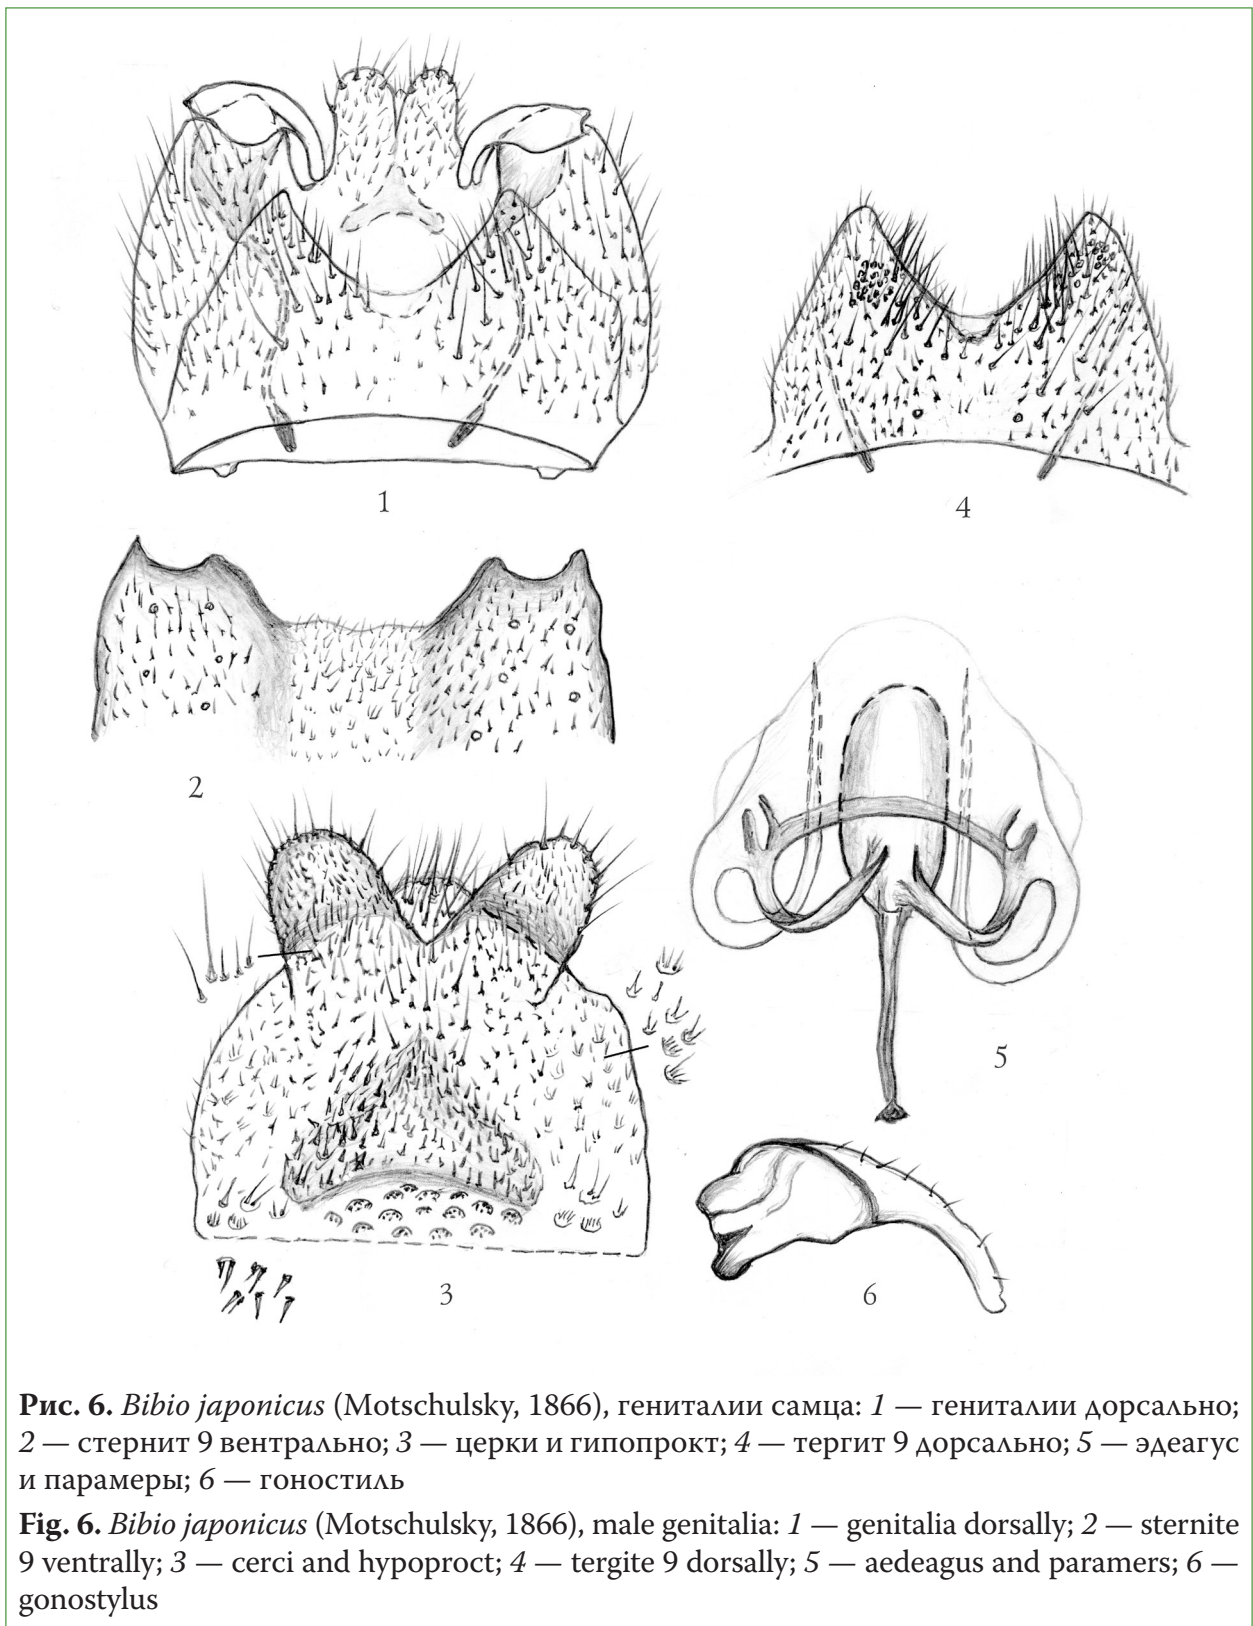 1
4
2
5
3
6
Рис. 6. Bibio japonicus (Motschulsky, 1866), гениталии самца: 1 — гениталии дорсально;
2 — стернит 9 вентрально; 3 — церки и гипопрокт; 4 — тергит 9 дорсально; 5 — эдеагус
и парамеры; 6 — гоностиль
Fig. 6. Bibio japonicus (Motschulsky, 1866), male genitalia: 1 — genitalia dorsally; 2 — sternite
9 ventrally; 3 — cerci and hypoproct; 4 — tergite 9 dorsally; 5 — aedeagus and paramers; 6 —
gonostylus